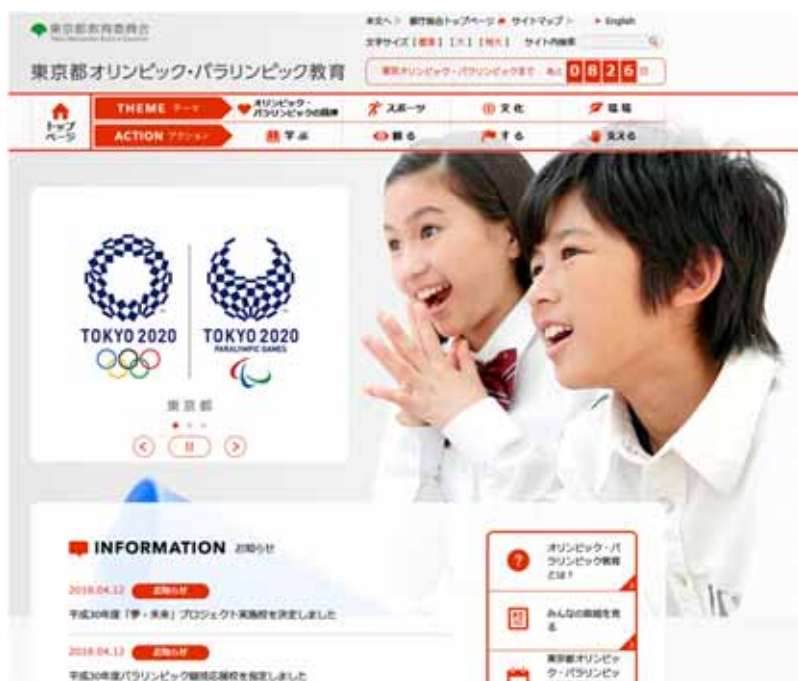 東京都教育委員会
本文へ
都庁総合トップページ
サイトマップ
English
文字サイズ [標準] [大] [特大] サイト内検索
東京都オリンピック・パラリンピック教育
東京オリンピック・パラリンピックまで あと 0826日
トップページ
THEME テーマ
オリンピック・
パラリンピックの精神
スポーツ
文化
環境
ACTION アクション
学ぶ
観る
する
支える
TOKYO 2020
TOKYO 2020
PARALYMPIC GAMES
東京都
INFORMATION お知らせ
2018.04.12 お知らせ
平成30年度「夢・未来」プロジェクト実施校を決定しました
2018.04.12 お知らせ
平成30年度パラリンピック競技応援校を指定しました
オリンピック・パ
ラリンピック教育
とは?
みんなの取組を見
る
東京都オリンピッ
ク・パラリンピッ